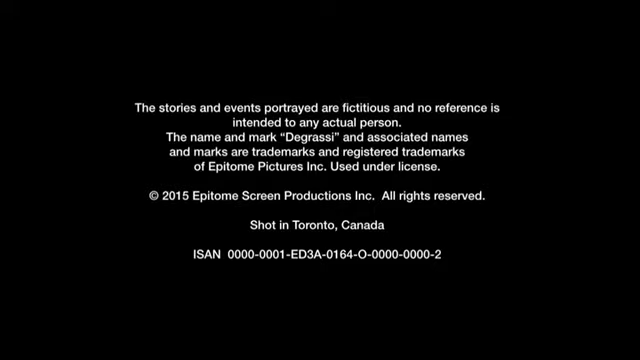 The stories and events portrayed are fictitious and no reference is
intended to any actual person.
The name and mark “Degrassi” and associated names
and marks are trademarks and registered trademarks
of Epitome Pictures Inc. Used under license.
© 2015 Epitome Screen Productions Inc.  All rights reserved.
Shot in Toronto, Canada
ISAN  0000-0001-ED3A-0164-O-0000-0000-2